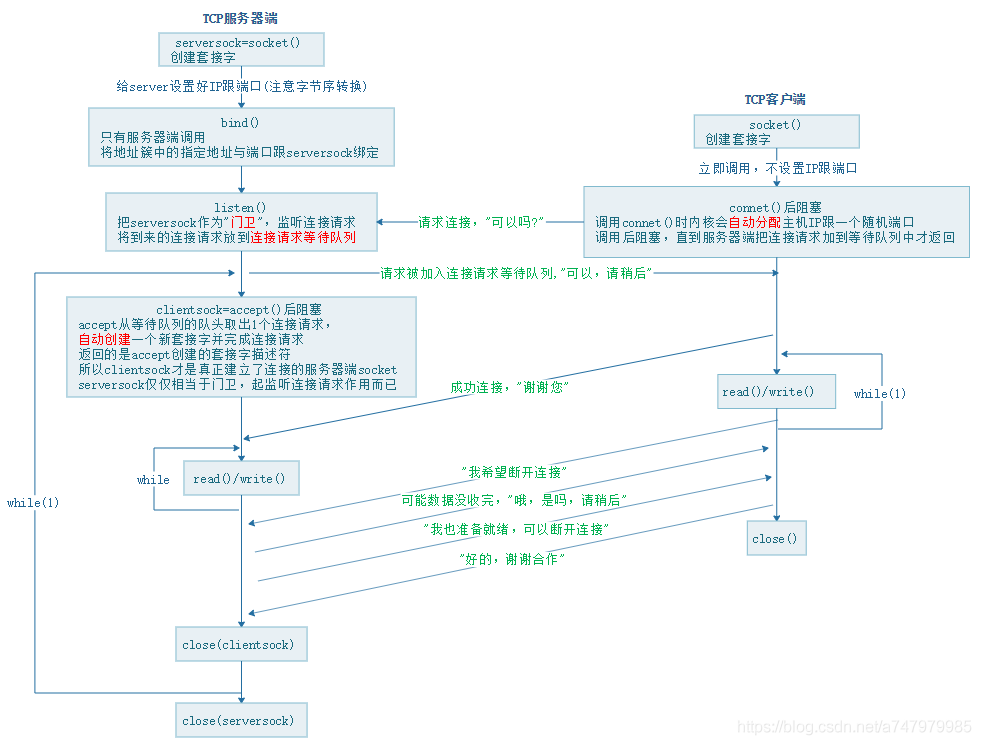 TCP服务器端
serversock=socket()
创建套接字
给server设置好IP跟端口(注意字节序转换)
bind()
只有服务器端调用
将地址簇中的指定地址与端口跟serversock绑定
listen()
把serversock作为"门卫"，监听连接请求
将到来的连接请求放到连接请求等待队列
TCP客户端
socket()
创建套接字
立即调用，不设置IP跟端口
connet()后阻塞
调用connet()时内核会自动分配主机IP跟一个随机端口
调用后阻塞，直到服务器端把连接请求加到等待队列中才返回
请求连接，"可以吗?"
请求被加入连接请求等待队列,"可以，请稍后"
clientsock=accept()后阻塞
accept从等待队列的队头取出1个连接请求，
自动创建一个新套接字并完成连接请求
返回的是accept创建的套接字描述符
所以clientsock才是真正建立了连接的服务器端socket
serversock仅仅相当于门卫，起监听连接请求作用而已
成功连接，"谢谢您"
read()/write()
while(1)
while
read()/write()
while(1)
"我希望断开连接"
可能数据没收完，"哦，是吗，请稍后"
"我也准备就绪，可以断开连接"
"好的，谢谢合作"
close()
close(clientsock)
close(serversock)
https://blog.csdn.net/a747979985